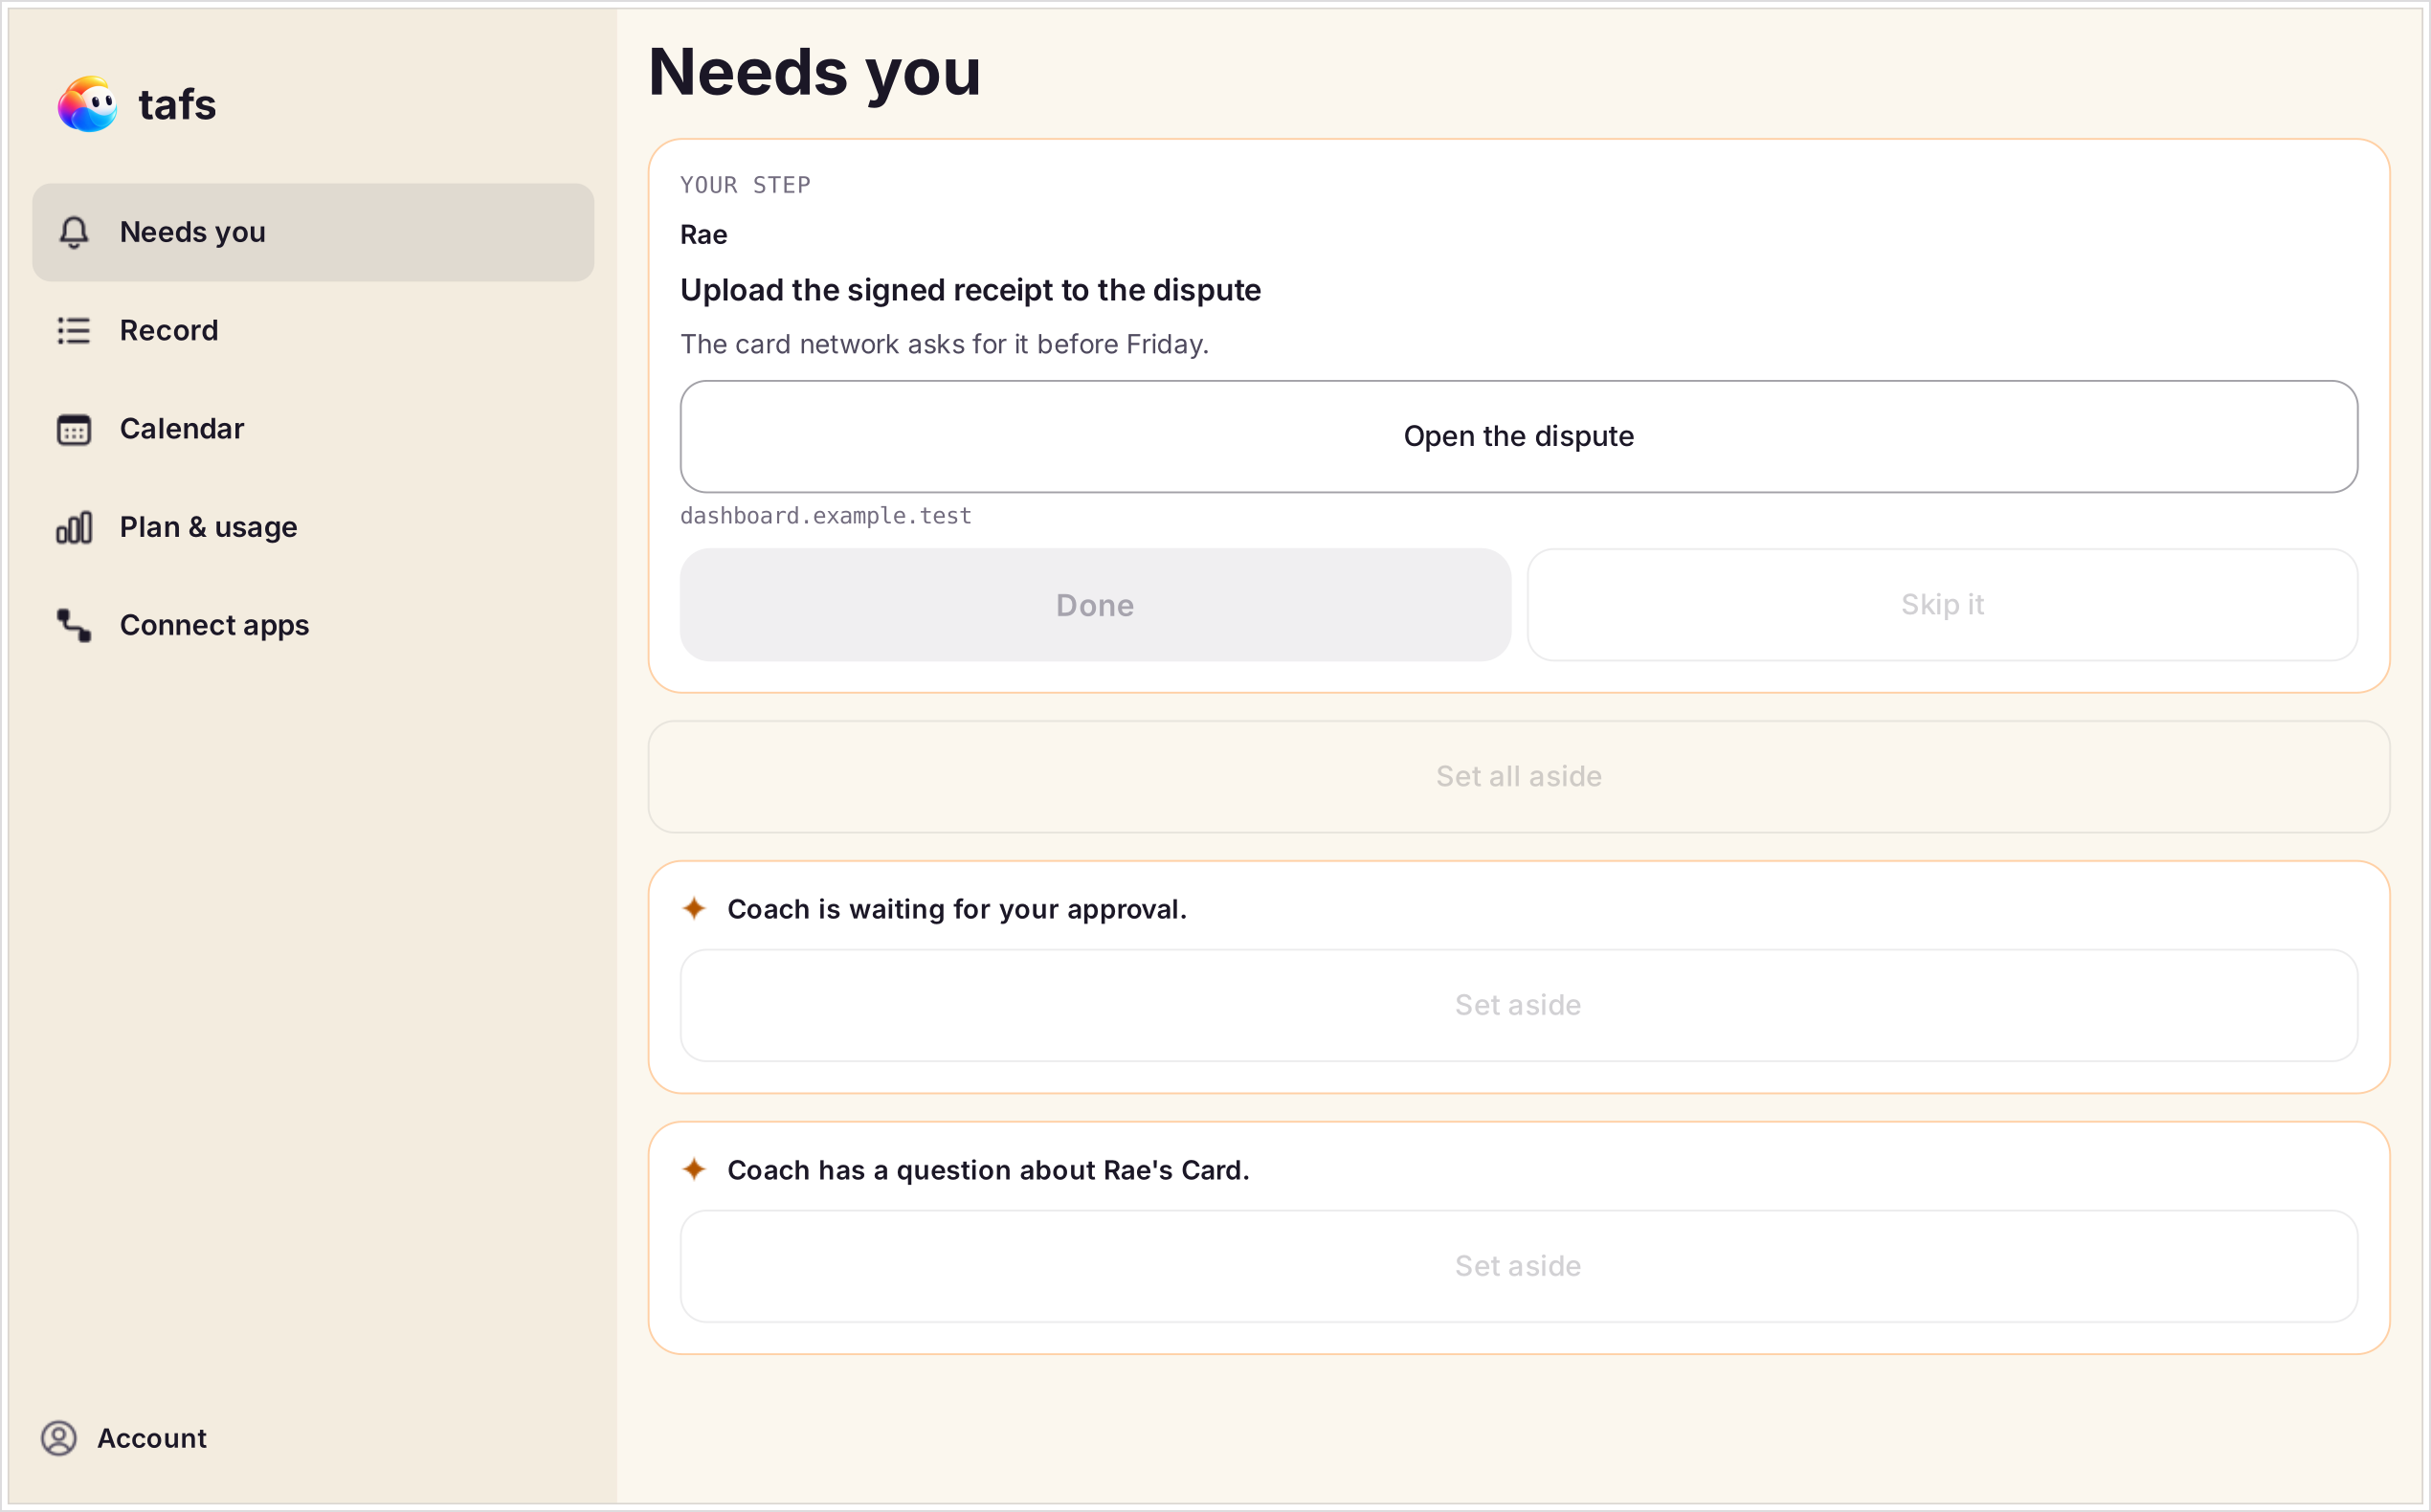 tafs
Needs you
Record
Calendar
Plan & usage
Connect apps
Account
Needs you
YOUR STEP
Rae
Upload the signed receipt to the dispute
The card network asks for it before Friday.
Open the dispute
dashboard.example.test
Done
Skip it
Set all aside
Coach is waiting for your approval.
Set aside
Coach has a question about Rae's Card.
Set aside